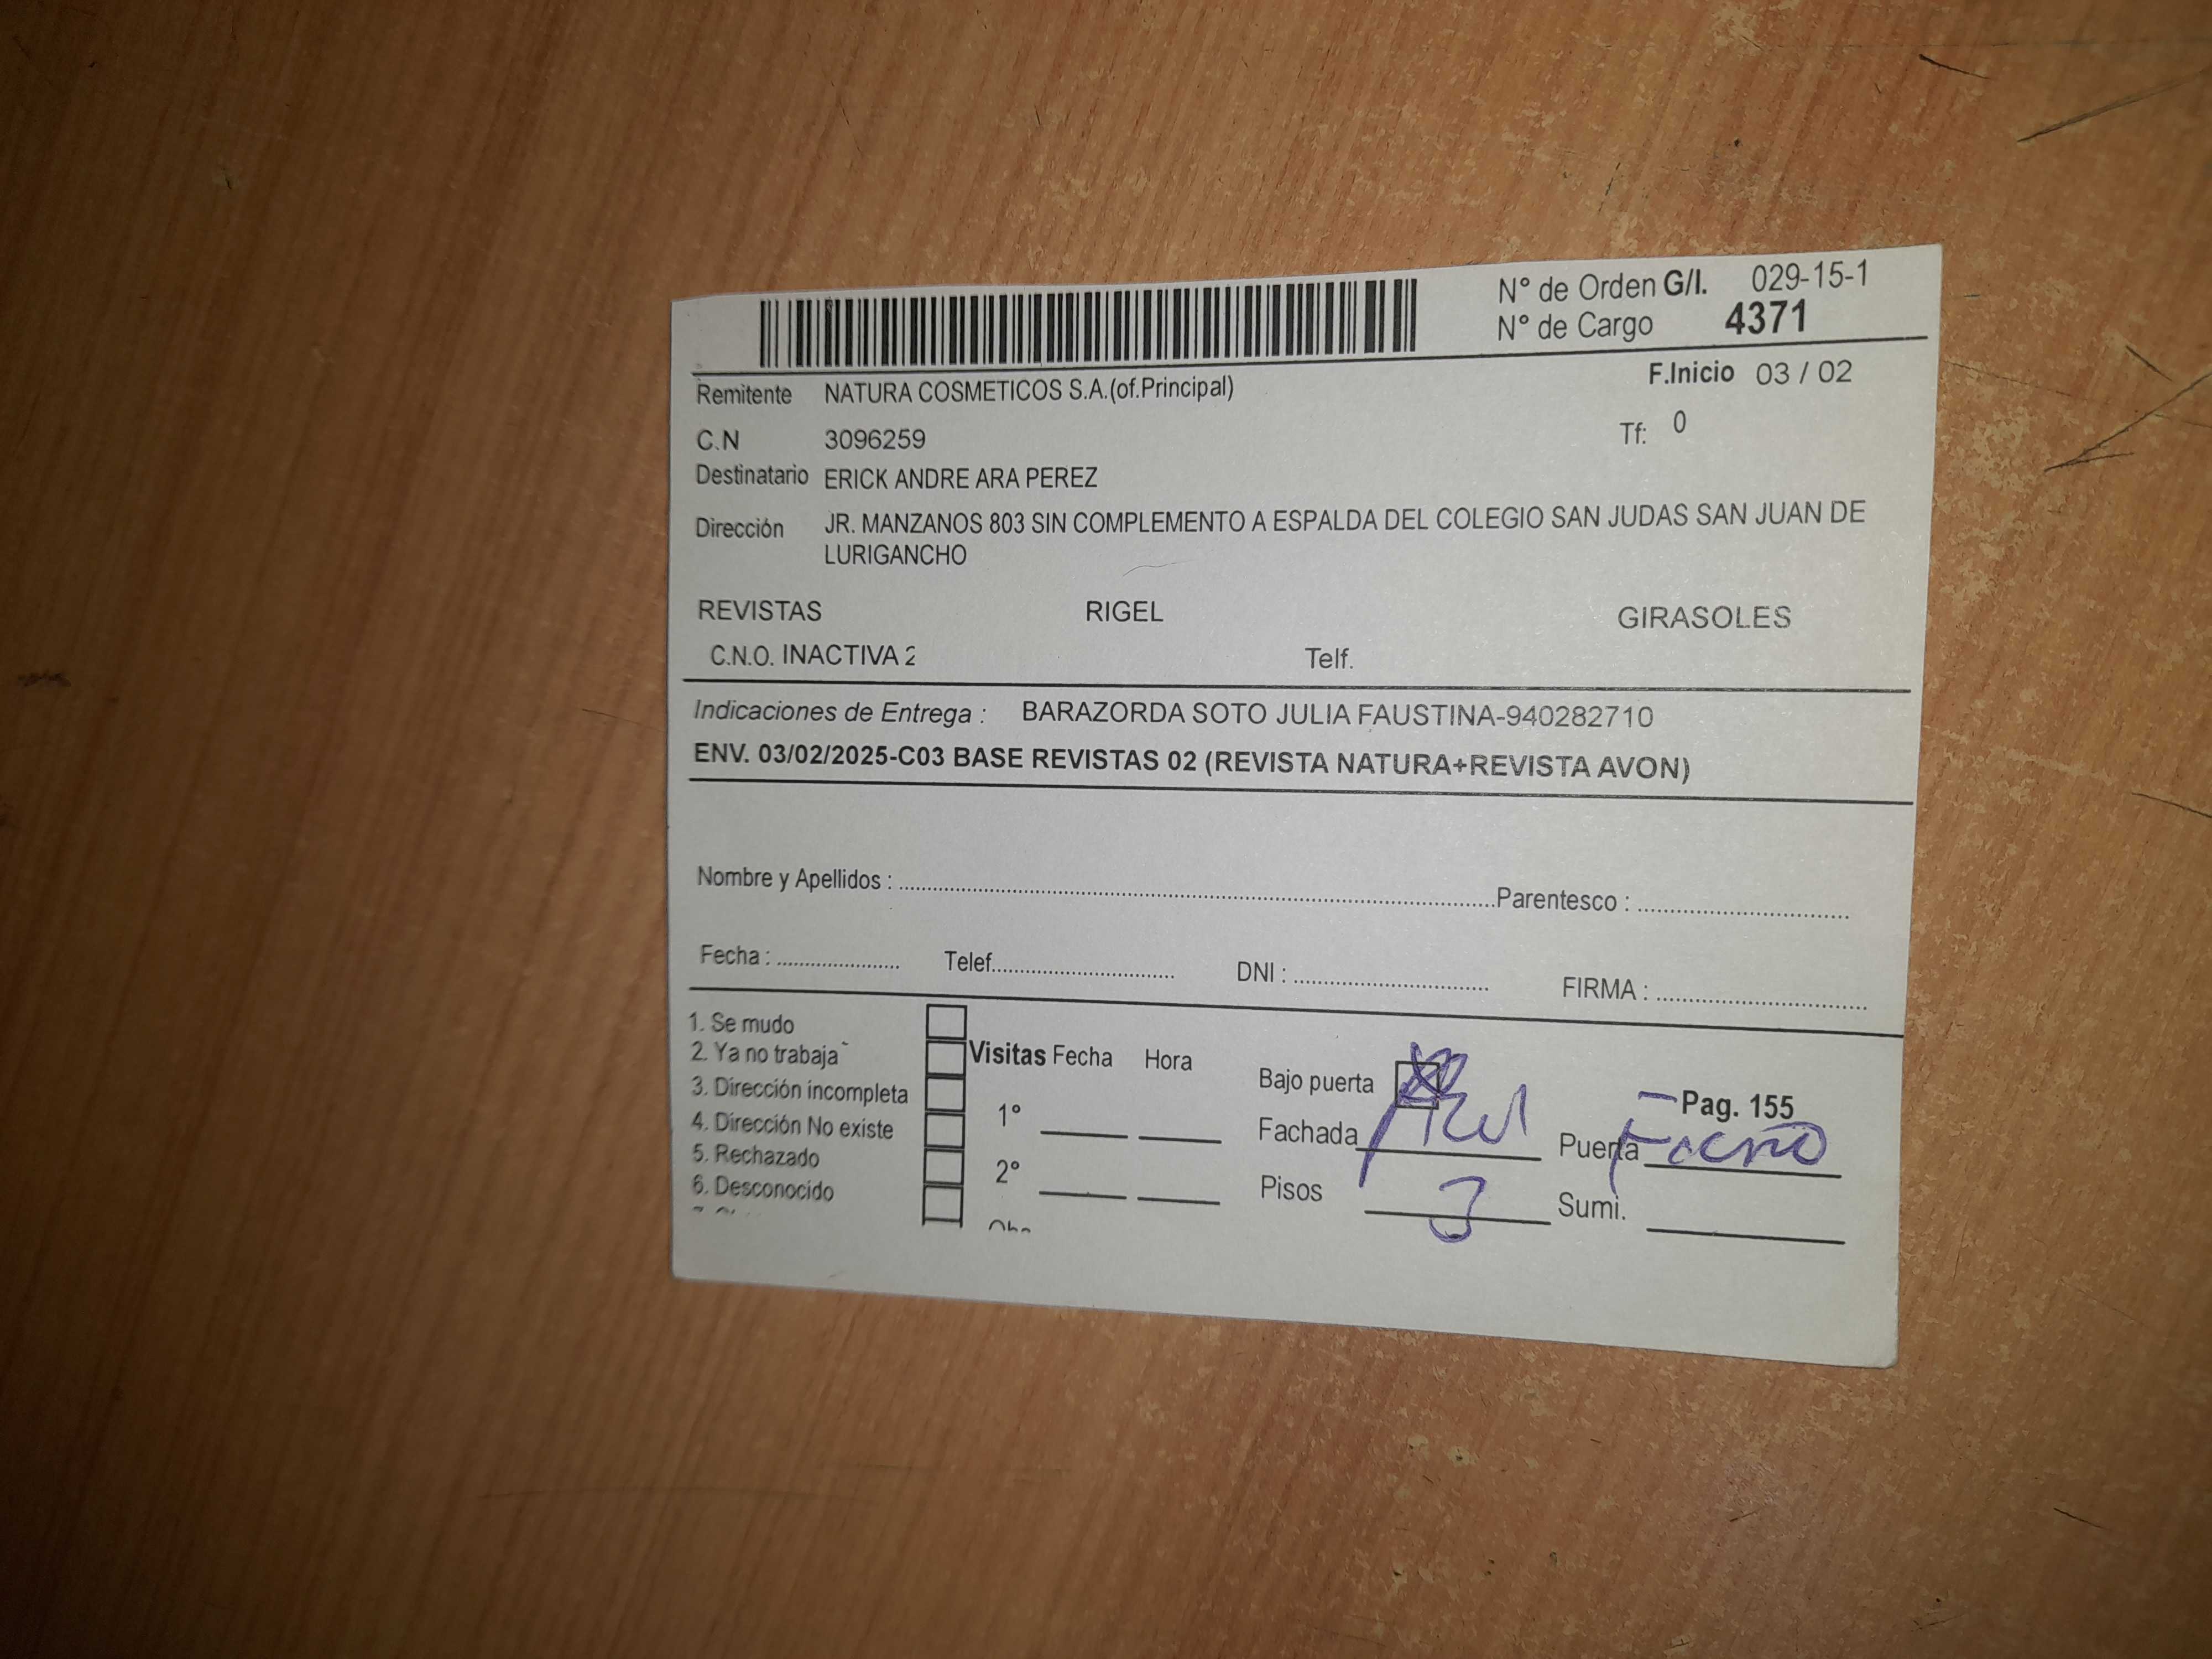 N° de Orden G/I. 029-15-1
N° de Cargo 4371
Remitente NATURA COSMETICOS S.A.(of.Principal) F.Inicio 03 / 02
C.N 3096259 Tf: 0
Destinatario ERICK ANDRE ARA PEREZ
Dirección JR. MANZANOS 803 SIN COMPLEMENTO A ESPALDA DEL COLEGIO SAN JUDAS SAN JUAN DE
LURIGANCHO
REVISTAS RIGEL GIRASOLES
C.N.O. INACTIVA 2 Telf.
Indicaciones de Entrega : BARAZORDA SOTO JULIA FAUSTINA-940282710
ENV. 03/02/2025-C03 BASE REVISTAS 02 (REVISTA NATURA+REVISTA AVON)
Nombre y Apellidos : Parentesco :
Fecha : Telef. DNI : FIRMA :
1. Se mudo
2. Ya no trabaja
3. Dirección incompleta
4. Dirección No existe
5. Rechazado
6. Desconocido
Visitas Fecha Hora
1°
2°
Bajo puerta
Pag. 155
Fachada
Puerta
Pisos 3 Sumi.